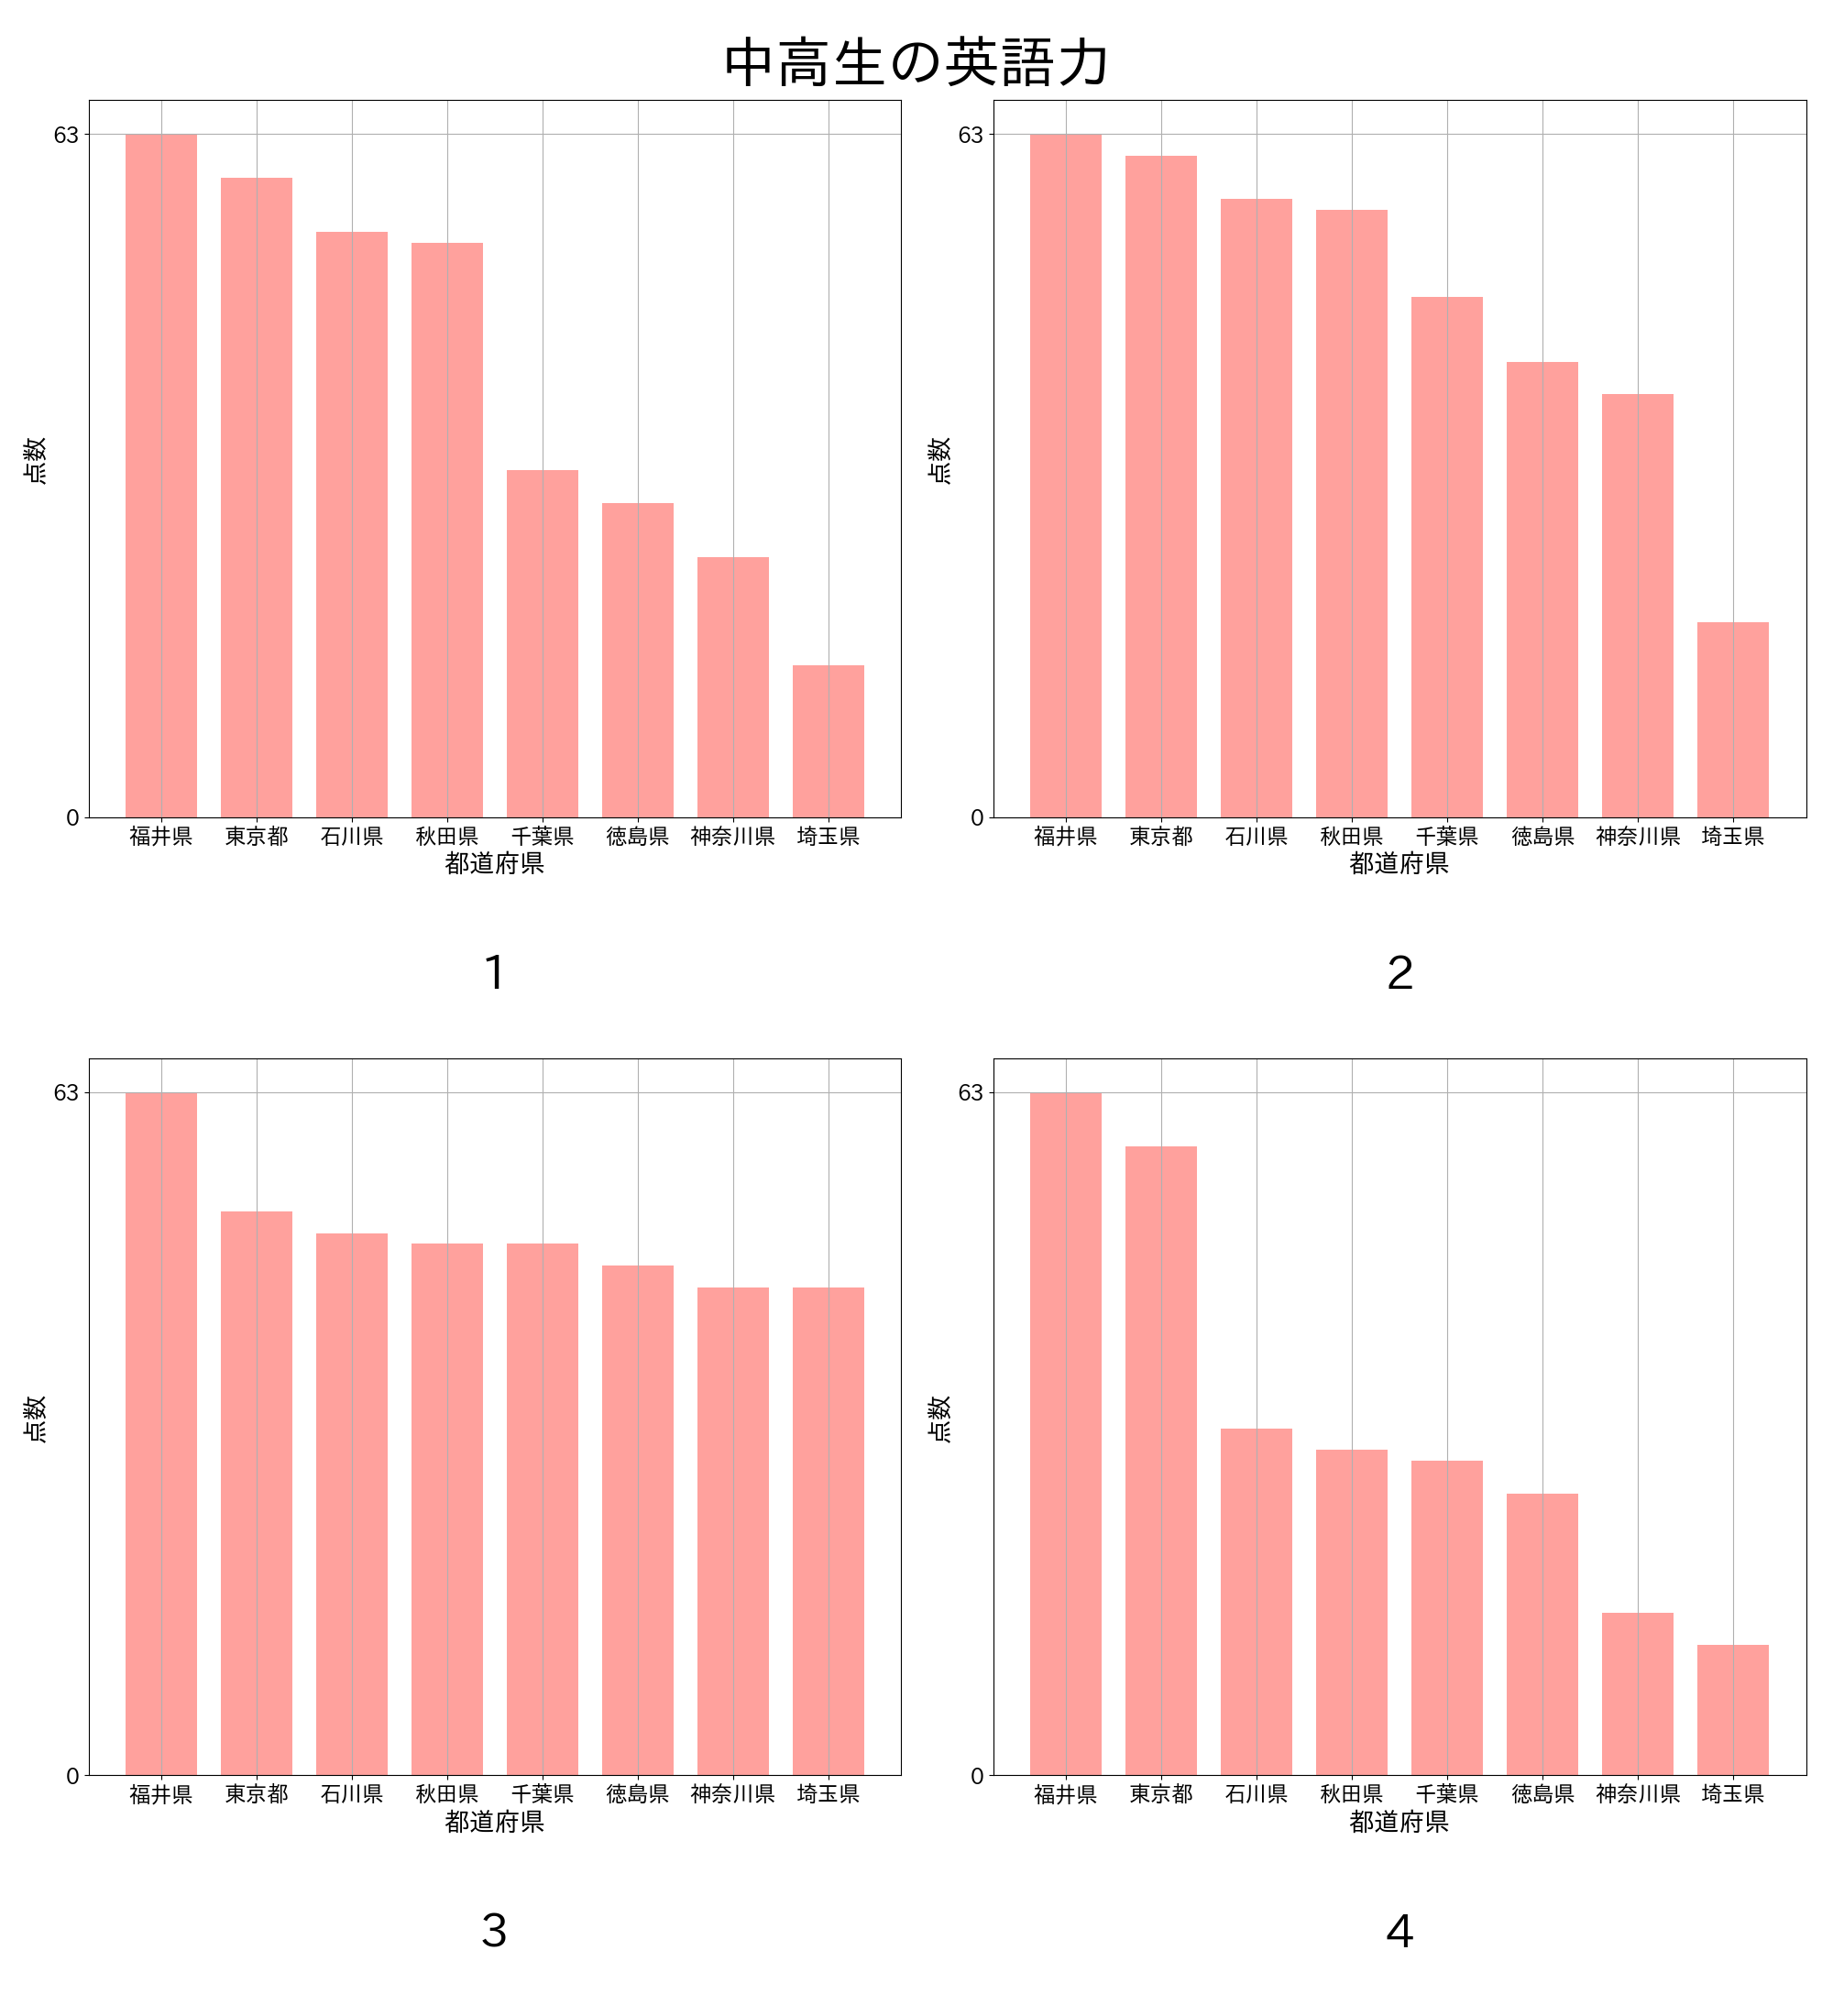 中高生の英語力
63
点数
0
福井県 東京都 石川県 秋田県 千葉県 徳島県 神奈川県 埼玉県
都道府県
1
63
点数
0
福井県 東京都 石川県 秋田県 千葉県 徳島県 神奈川県 埼玉県
都道府県
2
63
点数
0
福井県 東京都 石川県 秋田県 千葉県 徳島県 神奈川県 埼玉県
都道府県
3
63
点数
0
福井県 東京都 石川県 秋田県 千葉県 徳島県 神奈川県 埼玉県
都道府県
4